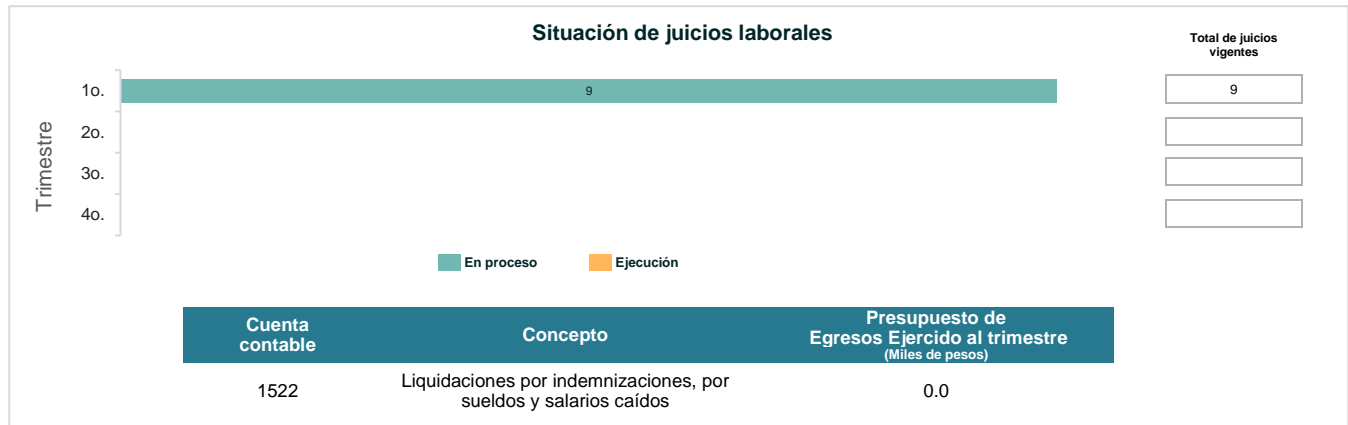 Situación de juicios laborales
Total de juicios
vigentes
Trimestre
1o.
9
9
2o.
3o.
4o.
En proceso
Ejecución
Cuenta
contable
Concepto
Presupuesto de
Egresos Ejercido al trimestre
(Miles de pesos)
1522
Liquidaciones por indemnizaciones, por
sueldos y salarios caídos
0.0